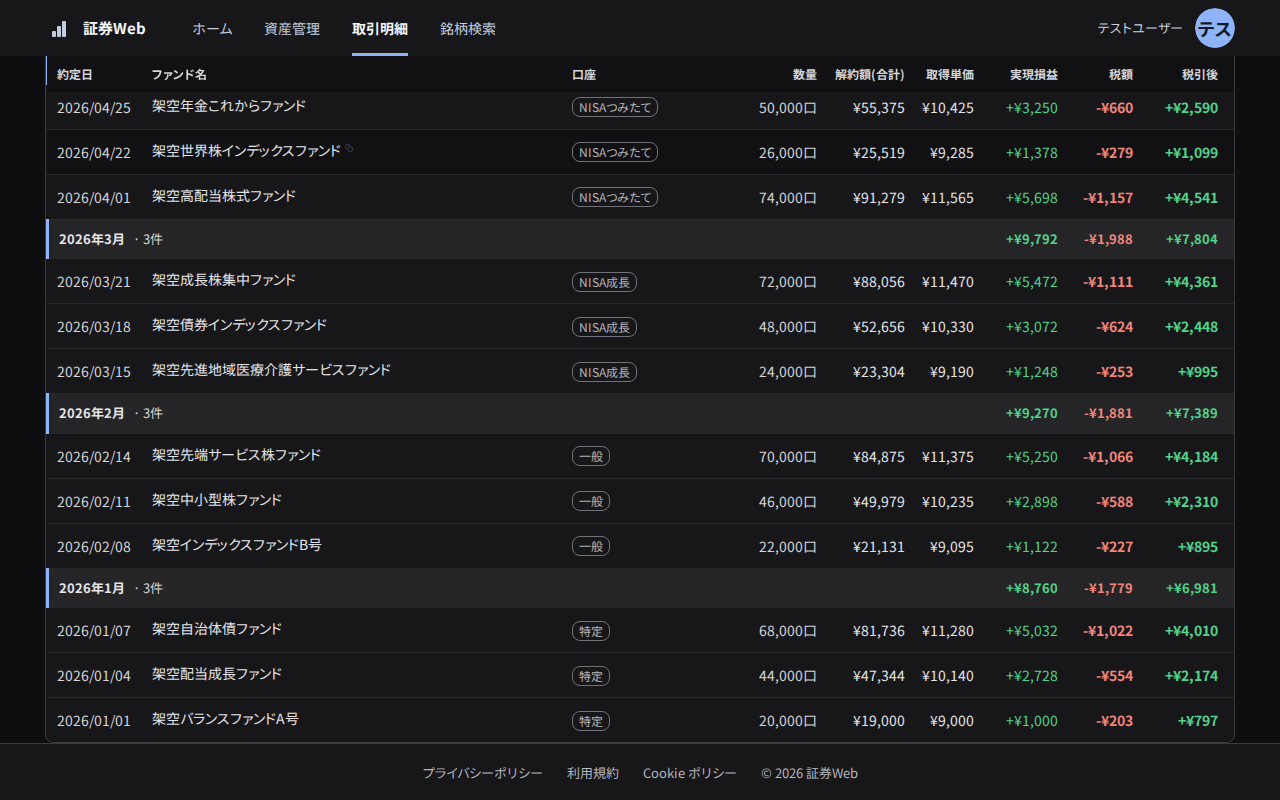 証券Web ホーム 資産管理 取引明細 銘柄検索 テストユーザー テス
約定日 ファンド名 口座 数量 解約額(合計) 取得単価 実現損益 税額 税引後
2026/04/25 架空年金これからファンド NISAつみたて 50,000口 ¥55,375 ¥10,425 +¥3,250 -¥660 +¥2,590
2026/04/22 架空世界株インデックスファンド NISAつみたて 26,000口 ¥25,519 ¥9,285 +¥1,378 -¥279 +¥1,099
2026/04/01 架空高配当株式ファンド NISAつみたて 74,000口 ¥91,279 ¥11,565 +¥5,698 -¥1,157 +¥4,541
2026年3月 · 3件 +¥9,792 -¥1,988 +¥7,804
2026/03/21 架空成長株集中ファンド NISA成長 72,000口 ¥88,056 ¥11,470 +¥5,472 -¥1,111 +¥4,361
2026/03/18 架空債券インデックスファンド NISA成長 48,000口 ¥52,656 ¥10,330 +¥3,072 -¥624 +¥2,448
2026/03/15 架空先進地域医療介護サービスファンド NISA成長 24,000口 ¥23,304 ¥9,190 +¥1,248 -¥253 +¥995
2026年2月 · 3件 +¥9,270 -¥1,881 +¥7,389
2026/02/14 架空先端サービス株ファンド 一般 70,000口 ¥84,875 ¥11,375 +¥5,250 -¥1,066 +¥4,184
2026/02/11 架空中小型株ファンド 一般 46,000口 ¥49,979 ¥10,235 +¥2,898 -¥588 +¥2,310
2026/02/08 架空インデックスファンドB号 一般 22,000口 ¥21,131 ¥9,095 +¥1,122 -¥227 +¥895
2026年1月 · 3件 +¥8,760 -¥1,779 +¥6,981
2026/01/07 架空自治体債ファンド 特定 68,000口 ¥81,736 ¥11,280 +¥5,032 -¥1,022 +¥4,010
2026/01/04 架空配当成長ファンド 特定 44,000口 ¥47,344 ¥10,140 +¥2,728 -¥554 +¥2,174
2026/01/01 架空バランスファンドA号 特定 20,000口 ¥19,000 ¥9,000 +¥1,000 -¥203 +¥797
プライバシーポリシー 利用規約 Cookie ポリシー © 2026 証券Web